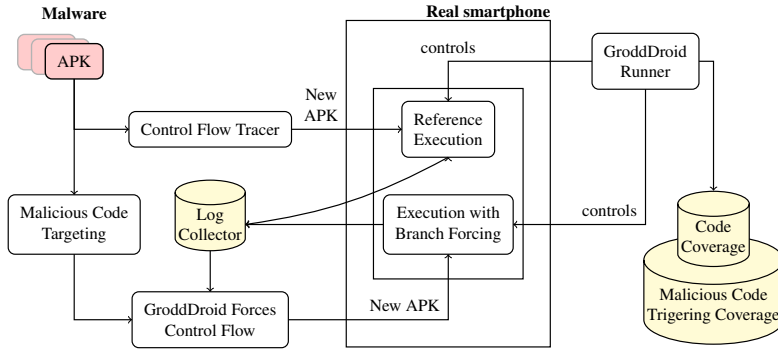 Malware
Real smartphone
APK
controls
GroddDroid
Runner
New
APK
Control Flow Tracer
Reference
Execution
Malicious Code
Targeting
Log
Collector
Execution with
Branch Forcing
controls
Code
Coverage
GroddDroid Forces
Control Flow
New APK
Malicious Code
Trigering Coverage